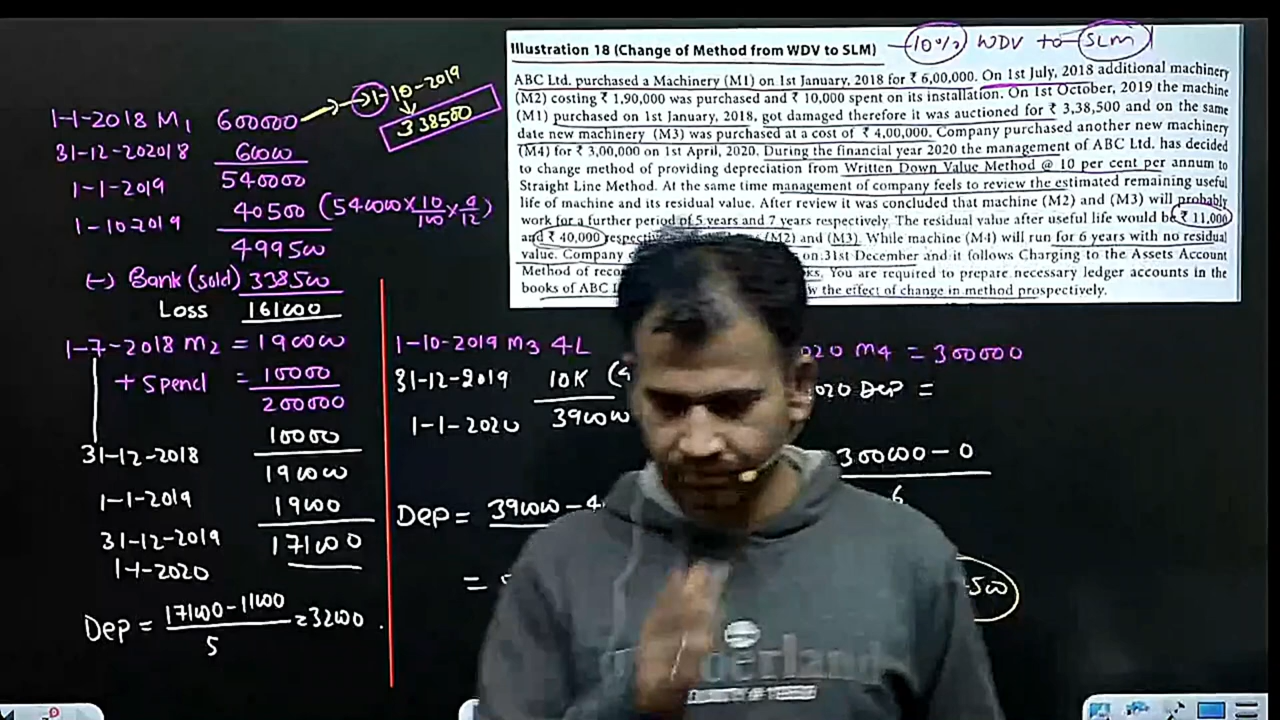 Illustration 18 (Change of Method from WDV to SLM) 10% WDV to SLM
ABC Ltd. purchased a Machinery (M1) on 1st January, 2018 for ₹ 6,00,000. On 1st July, 2018 additional machinery
(M2) costing ₹ 1,90,000 was purchased and ₹ 10,000 spent on its installation. On 1st October, 2019 the machine
(M1) purchased on 1st January, 2018, got damaged therefore it was auctioned for ₹ 3,38,500 and on the same
date new machinery (M3) was purchased at a cost of ₹ 4,00,000. Company purchased another new machinery
(M4) for ₹ 3,00,000 on 1st April, 2020. During the financial year 2020 the management of ABC Ltd. has decided
to change method of providing depreciation from Written Down Value Method @ 10 per cent per annum to
Straight Line Method. At the same time management of company feels to review the estimated remaining useful
life of machine and its residual value. After review it was concluded that machine (M2) and (M3) will probably
work for a further period of 5 years and 7 years respectively. The residual value after useful life would be ₹ 11,000
and ₹ 40,000 (M2) and (M3). While machine (M4) will run for 6 years with no residual
value. Company on 31st December and it follows Charging to the Assets Account
Method of You are required to prepare necessary ledger accounts in the
books of ABC the effect of change in method prospectively.
1-1-2018 M1 600000 → 1-10-2019
338500
31-12-202018 60000
1-1-2019 540000
1-10-2019 40500 (540000 × 10/100 × 9/12)
499500
(-) Bank (sold) 338500
Loss 161000
1-7-2018 M2 = 190000
+ Spend = 10000
200000
31-12-2018 10000
190000
1-1-2019 19000
31-12-2019 171000
1-1-2020
Dep = 171000-11000/5 = 32000
1-10-2019 M3 4L
31-12-2019 10K
1-1-2020 390000
Dep = 390000 - 4
=
020 M4 = 300000
020 Dep =
300000 - 0
6
500